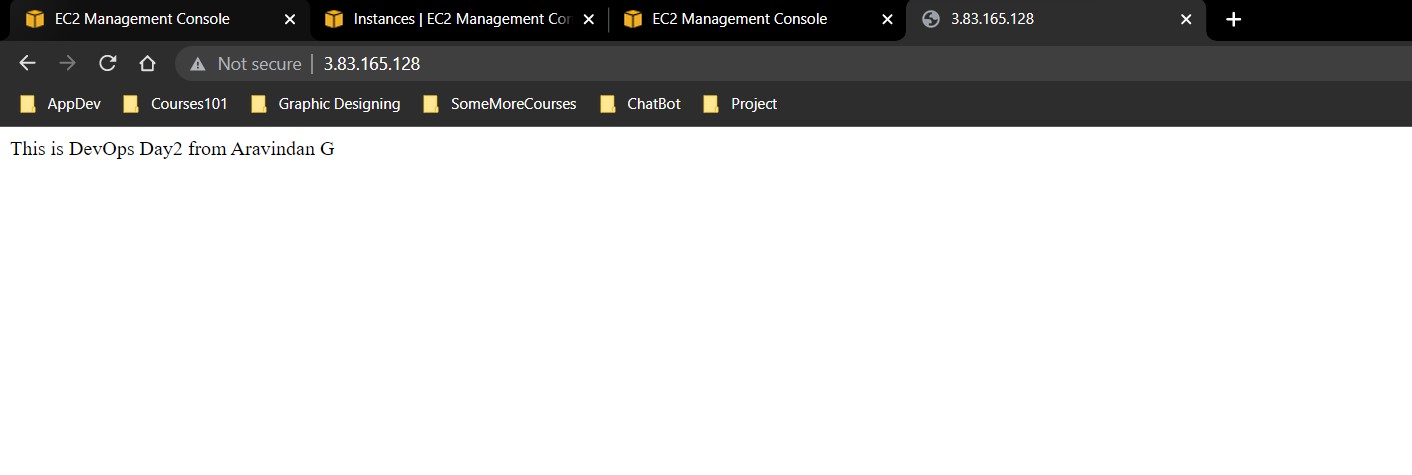 EC2 Management Console
Instances | EC2 Management Con
EC2 Management Console
3.83.165.128
Not secure | 3.83.165.128
AppDev
Courses101
Graphic Designing
SomeMoreCourses
ChatBot
Project
This is DevOps Day2 from Aravindan G